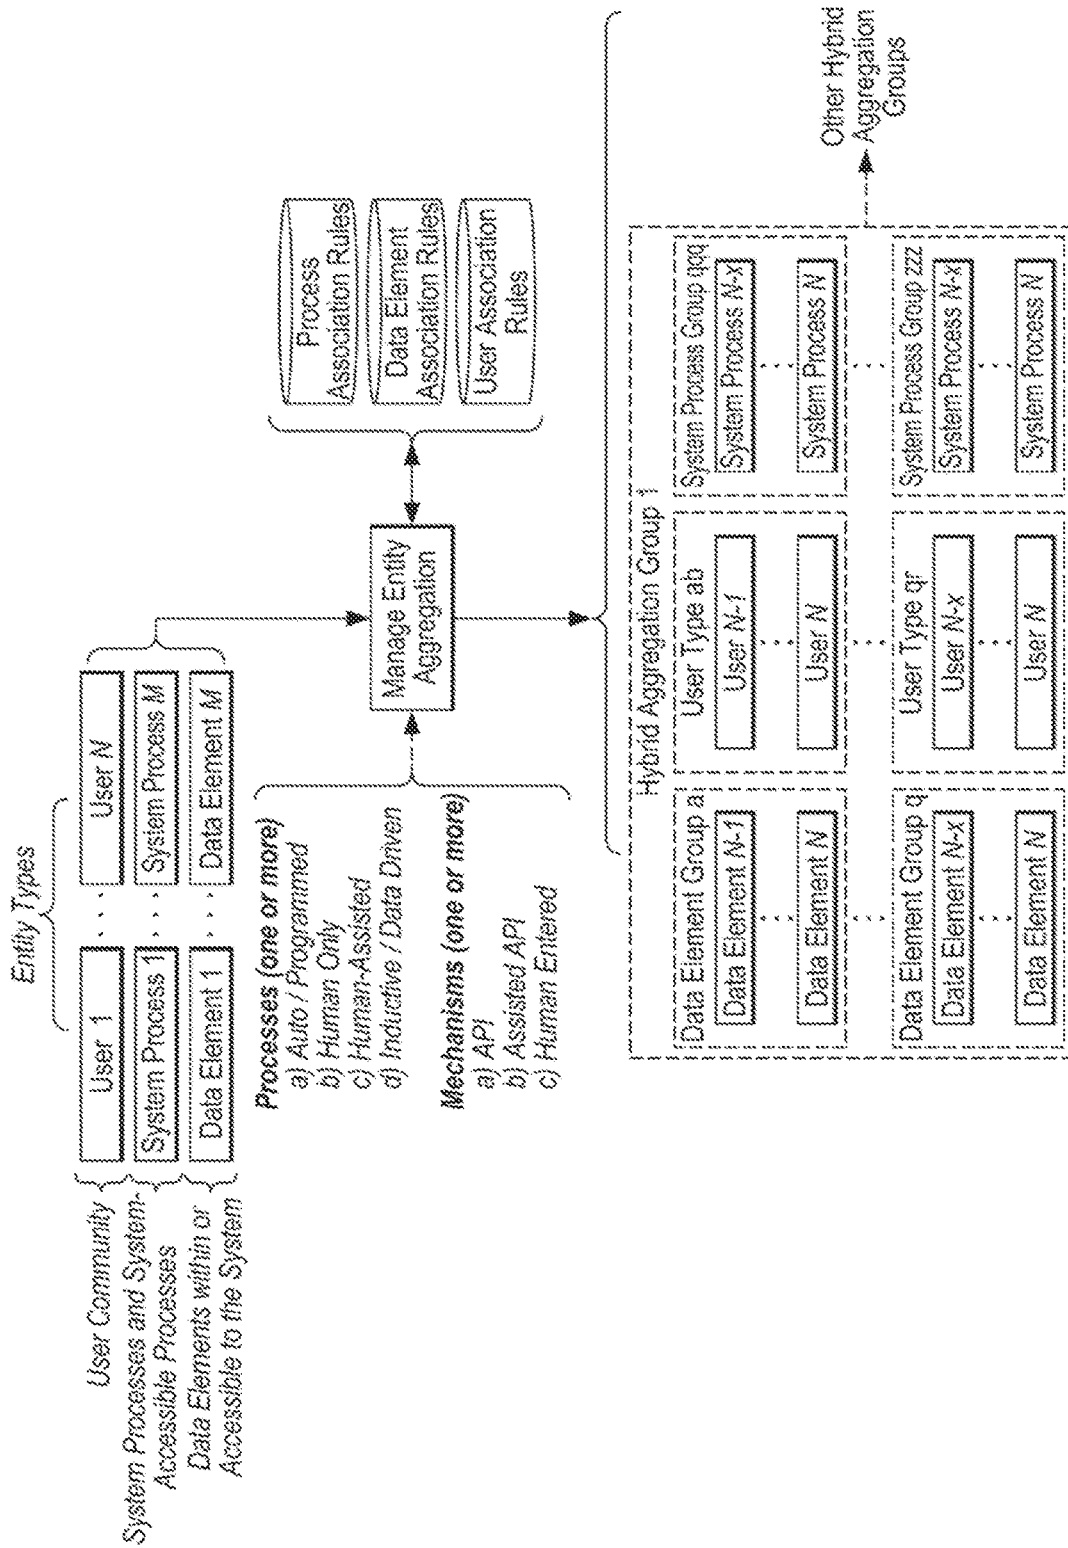 Entity Types
User Community
User 1
. . .
User N
System Processes and System-
Accessible Processes
System Process 1
. . .
System Process M
Data Elements within or
Accessible to the System
Data Element 1
. . .
Data Element M
Processes (one or more)
a) Auto / Programmed
b) Human Only
c) Human-Assisted
d) Inductive / Data Driven
Mechanisms (one or more)
a) API
b) Assisted API
c) Human Entered
Manage Entity
Aggregation
Process
Association Rules
Data Element
Association Rules
User Association
Rules
Hybrid Aggregation Group 1
Data Element Group a
Data Element N-1
Data Element N
User Type ab
User N-1
User N
System Process Group qqq
System Process N-x
System Process N
Data Element Group q
Data Element N-x
Data Element N
User Type qr
User N-x
User N
System Process Group zzz
System Process N-x
System Process N
Other Hybrid
Aggregation
Groups